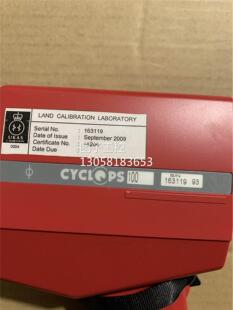 UKAS
0034
LAND CALIBRATION LABORATORY
Serial No. : 163119
Date of Issue : September 2009
Certificate No. :
Date Due :
13058183653
CYCLOPS 100
S/N
163119 93